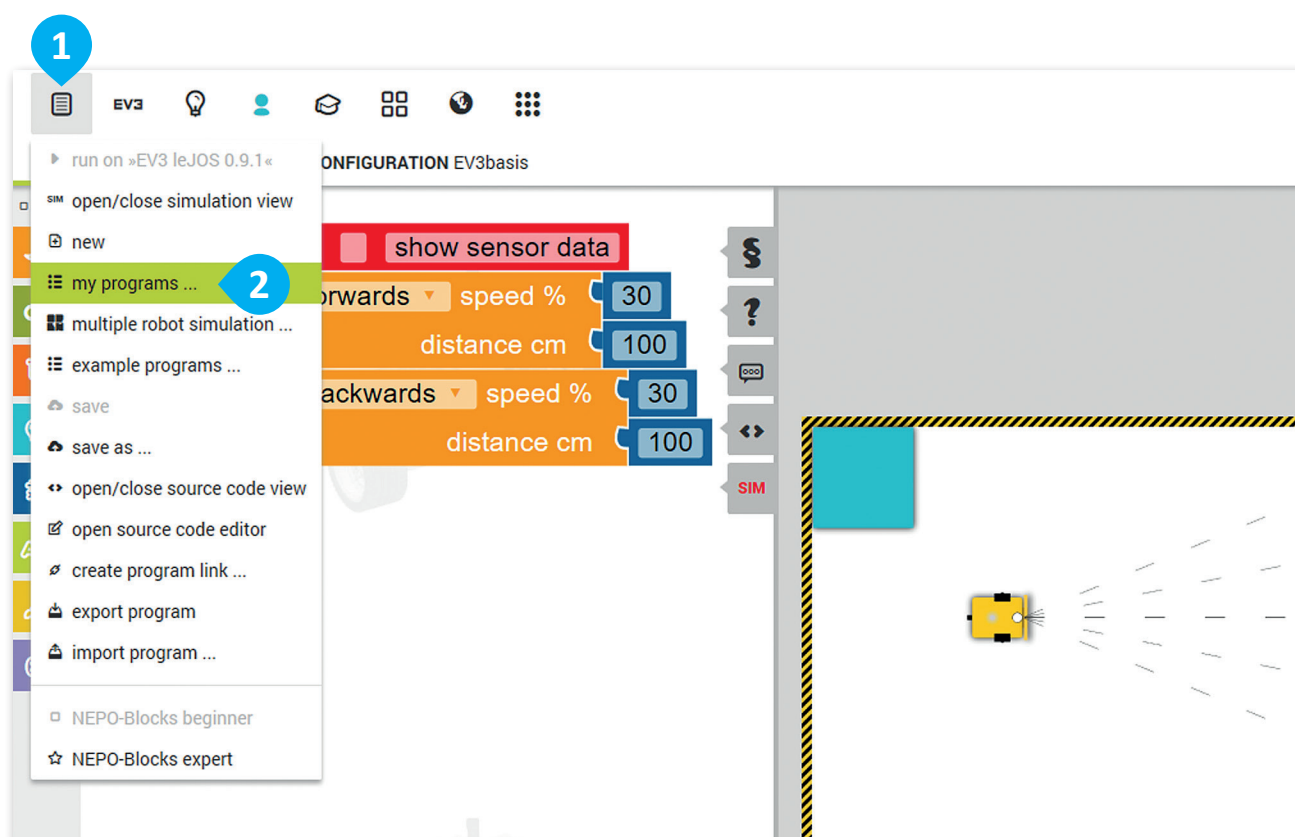 1
EV3
run on »EV3 leJOS 0.9.1«
ONFIGURATION EV3basis
SIM open/close simulation view
new
my programs ... 2
multiple robot simulation ...
example programs ...
save
save as ...
open/close source code view
open source code editor
create program link ...
export program
import program ...
NEPO-Blocks beginner
NEPO-Blocks expert
show sensor data
orwards speed % 30
distance cm 100
ackwards speed % 30
distance cm 100
§
?
SIM